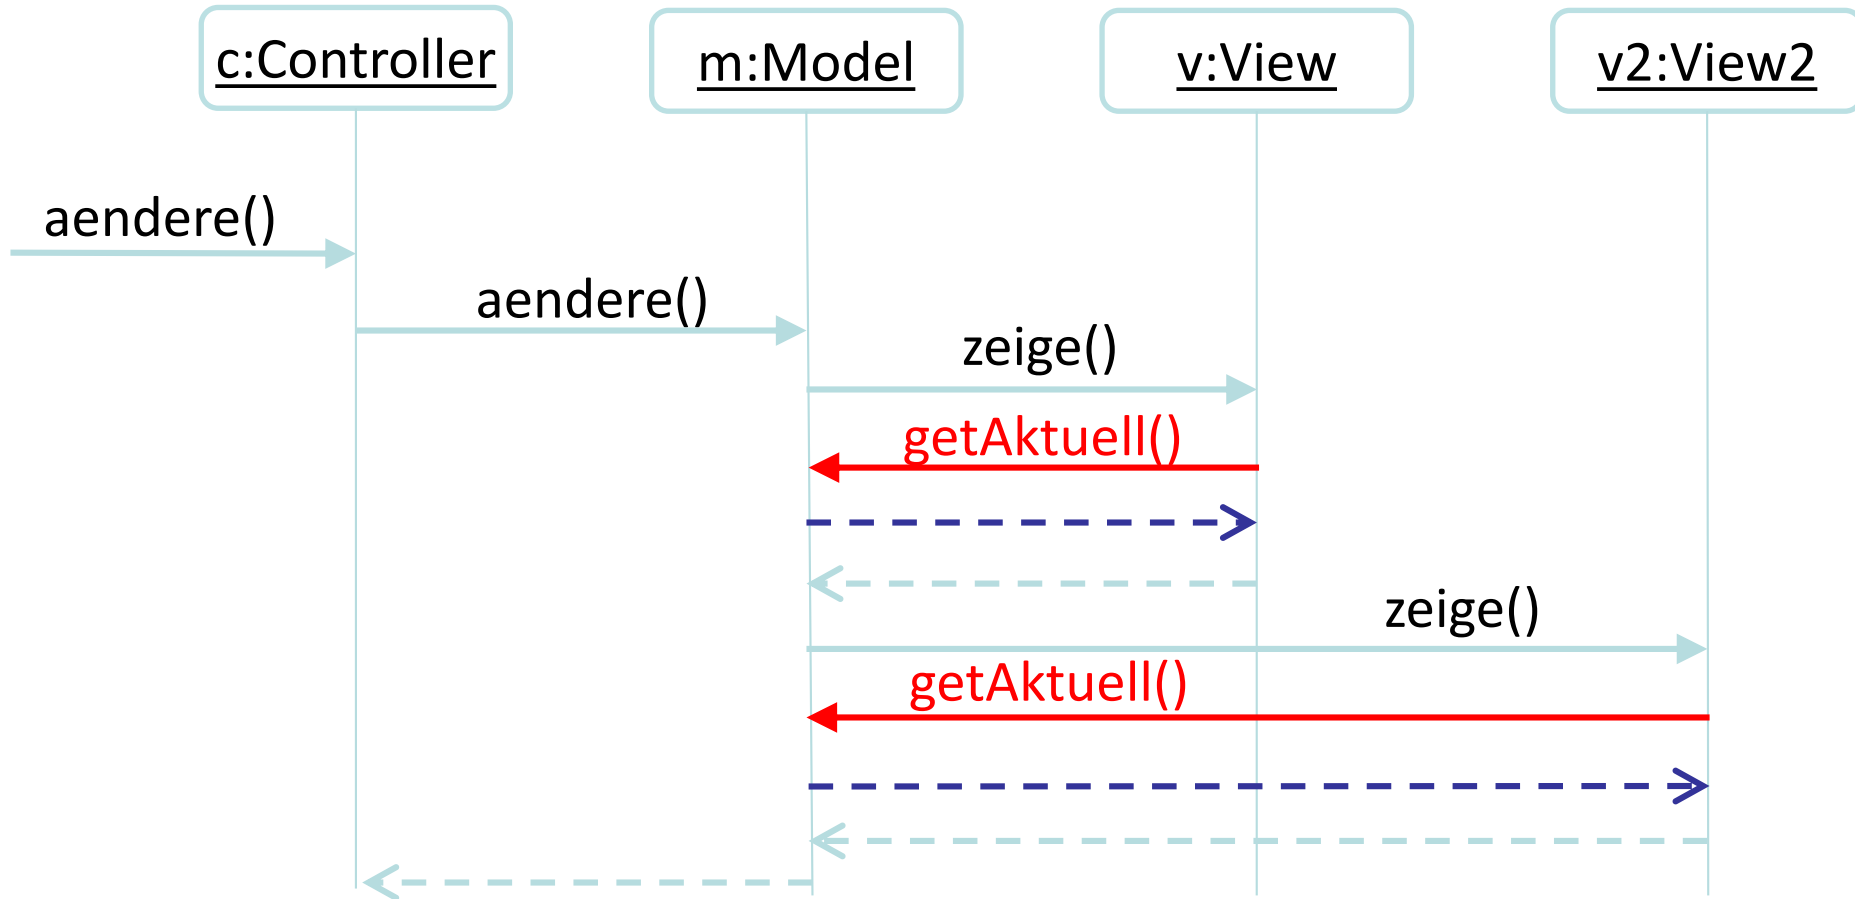 c:Controller
m:Model
v:View
v2:View2
aendere()
aendere()
zeige()
getAktuell()
zeige()
getAktuell()